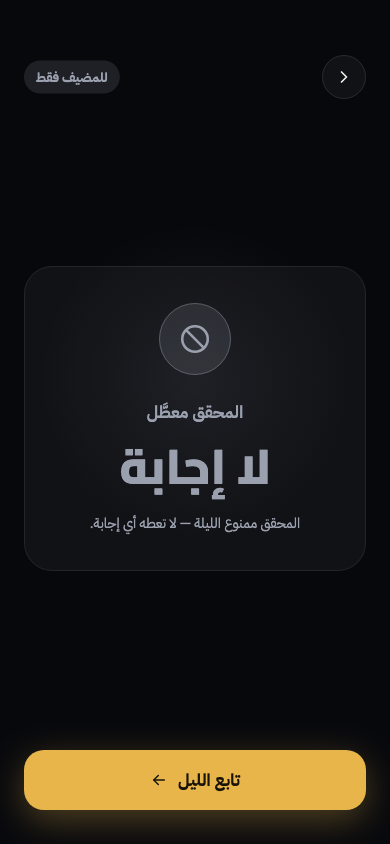 للمضيف فقط
المحقق معطَّل
لا إجابة
المحقق ممنوع الليلة — لا تعطه أي إجابة.
تابع الليل ←